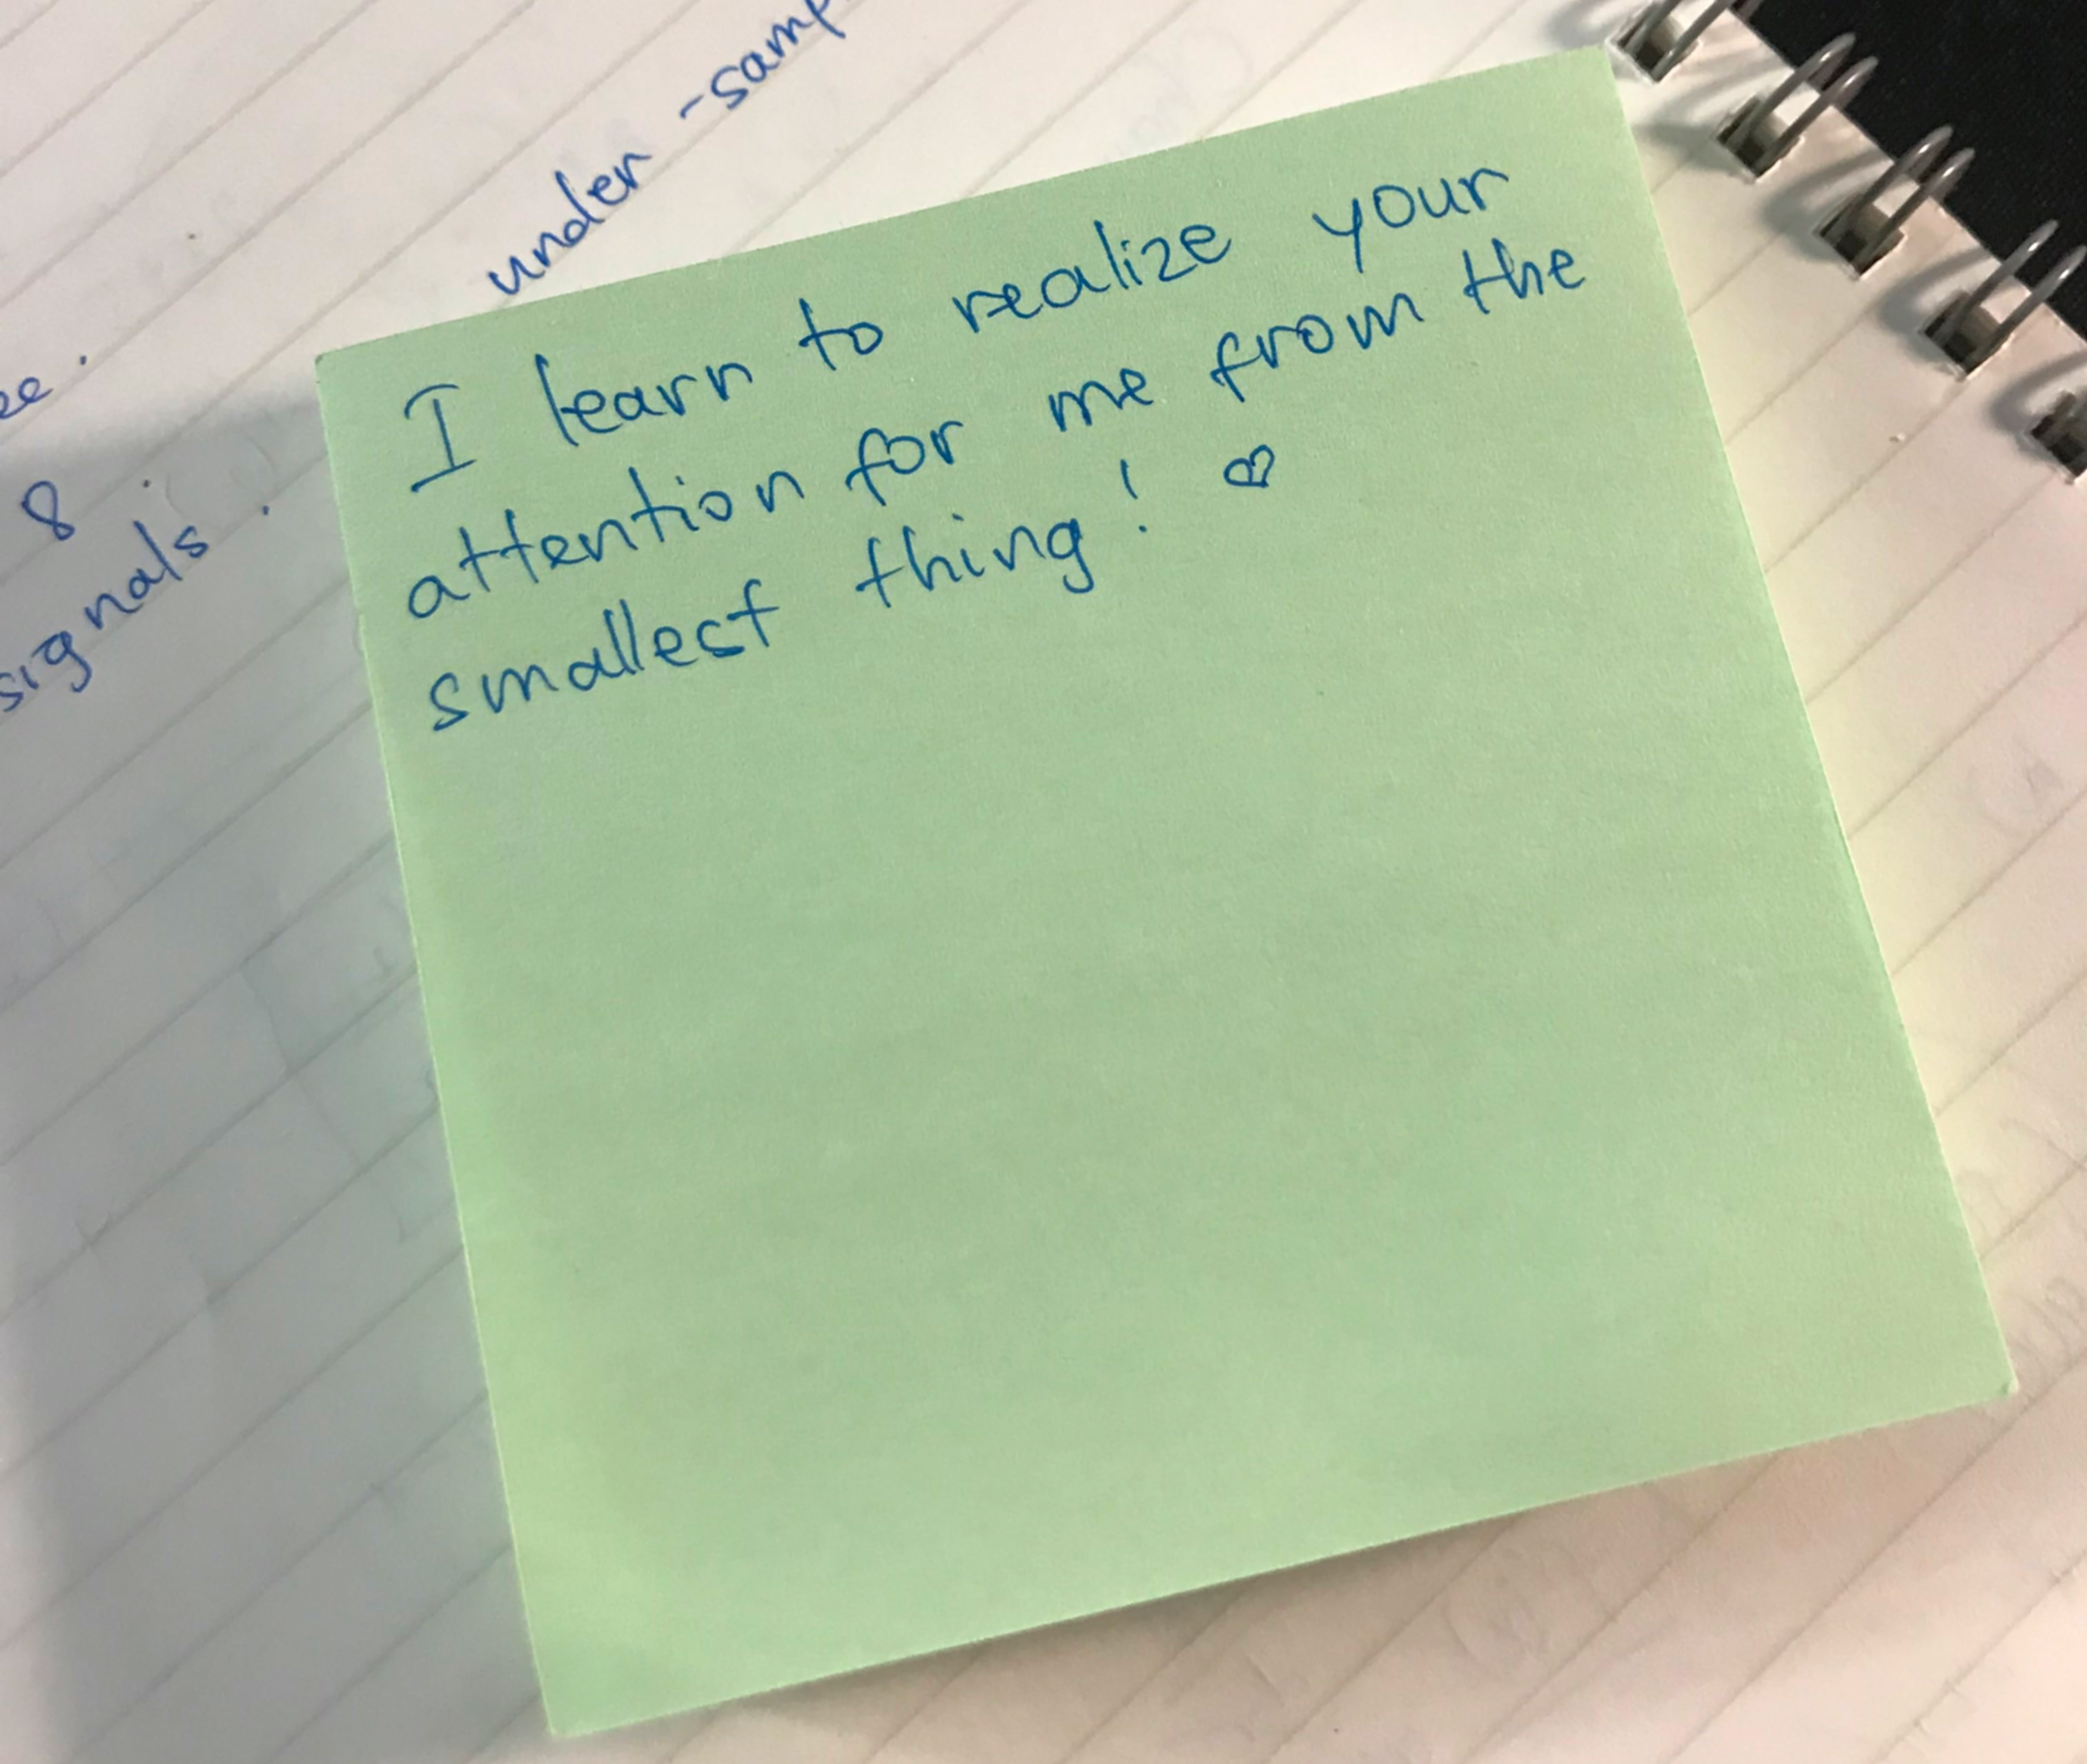 under -samp
ee.
8.
signals.
I learn to realize your
attention for me from the
smallest thing! ♡